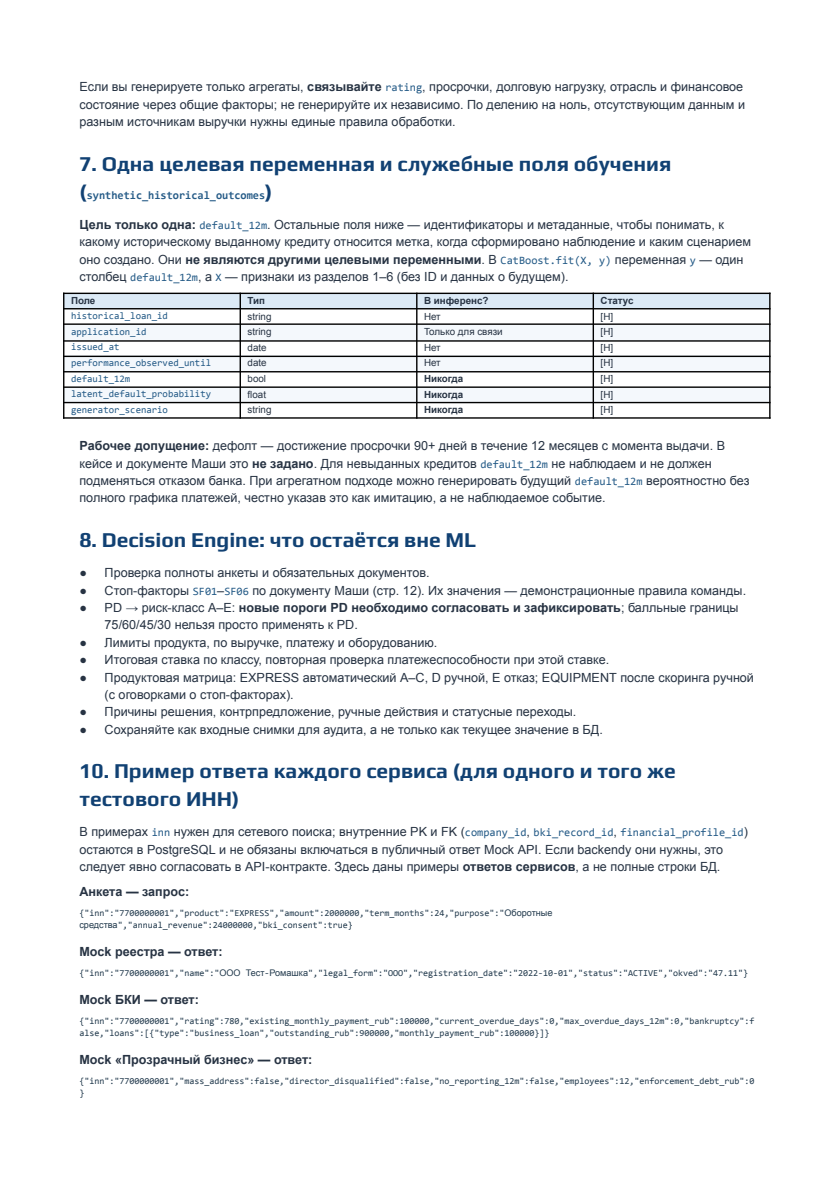 Если вы генерируете только агрегаты, связывайте rating, просрочки, долговую нагрузку, отрасль и финансовое
состояние через общие факторы; не генерируйте их независимо. По делению на ноль, отсутствующим данным и
разным источникам выручки нужны единые правила обработки.
7. Одна целевая переменная и служебные поля обучения
(synthetic_historical_outcomes)
Цель только одна: default_12m. Остальные поля ниже — идентификаторы и метаданные, чтобы понимать, к
какому историческому выданному кредиту относится метка, когда сформировано наблюдение и каким сценарием
оно создано. Они не являются другими целевыми переменными. В CatBoost.fit(X, y) переменная y — один
столбец default_12m, а X — признаки из разделов 1–6 (без ID и данных о будущем).
Поле Тип В инференс? Статус
historical_loan_id string Нет [H]
application_id string Только для связи [H]
issued_at date Нет [H]
performance_observed_until date Нет [H]
default_12m bool Никогда [H]
latent_default_probability float Никогда [H]
generator_scenario string Никогда [H]
Рабочее допущение: дефолт — достижение просрочки 90+ дней в течение 12 месяцев с момента выдачи. В
кейсе и документе Маши это не задано. Для невыданных кредитов default_12m не наблюдаем и не должен
подменяться отказом банка. При агрегатном подходе можно генерировать будущий default_12m вероятностно без
полного графика платежей, честно указав это как имитацию, а не наблюдаемое событие.
8. Decision Engine: что остаётся вне ML
● Проверка полноты анкеты и обязательных документов.
● Стоп-факторы SF01–SF06 по документу Маши (стр. 12). Их значения — демонстрационные правила команды.
● PD → риск-класс A–E: новые пороги PD необходимо согласовать и зафиксировать; балльные границы
75/60/45/30 нельзя просто применять к PD.
● Лимиты продукта, по выручке, платежу и оборудованию.
● Итоговая ставка по классу, повторная проверка платежеспособности при этой ставке.
● Продуктовая матрица: EXPRESS автоматический A–C, D ручной, E отказ; EQUIPMENT после скоринга ручной
(с оговорками о стоп-факторах).
● Причины решения, контрпредложение, ручные действия и статусные переходы.
● Сохраняйте как входные снимки для аудита, а не только как текущее значение в БД.
10. Пример ответа каждого сервиса (для одного и того же
тестового ИНН)
В примерах inn нужен для сетевого поиска; внутренние PK и FK (company_id, bki_record_id, financial_profile_id)
остаются в PostgreSQL и не обязаны включаться в публичный ответ Mock API. Если backendу они нужны, это
следует явно согласовать в API-контракте. Здесь даны примеры ответов сервисов, а не полные строки БД.
Анкета — запрос:
{"inn":"7700000001","product":"EXPRESS","amount":2000000,"term_months":24,"purpose":"Оборотные
средства","annual_revenue":24000000,"bki_consent":true}
Mock реестра — ответ:
{"inn":"7700000001","name":"ООО Тест-Ромашка","legal_form":"ООО","registration_date":"2022-10-01","status":"ACTIVE","okved":"47.11"}
Mock БКИ — ответ:
{"inn":"7700000001","rating":780,"existing_monthly_payment_rub":100000,"current_overdue_days":0,"max_overdue_days_12m":0,"bankruptcy":f
alse,"loans":[{"type":"business_loan","outstanding_rub":900000,"monthly_payment_rub":100000}]}
Mock «Прозрачный бизнес» — ответ:
{"inn":"7700000001","mass_address":false,"director_disqualified":false,"no_reporting_12m":false,"employees":12,"enforcement_debt_rub":0
}